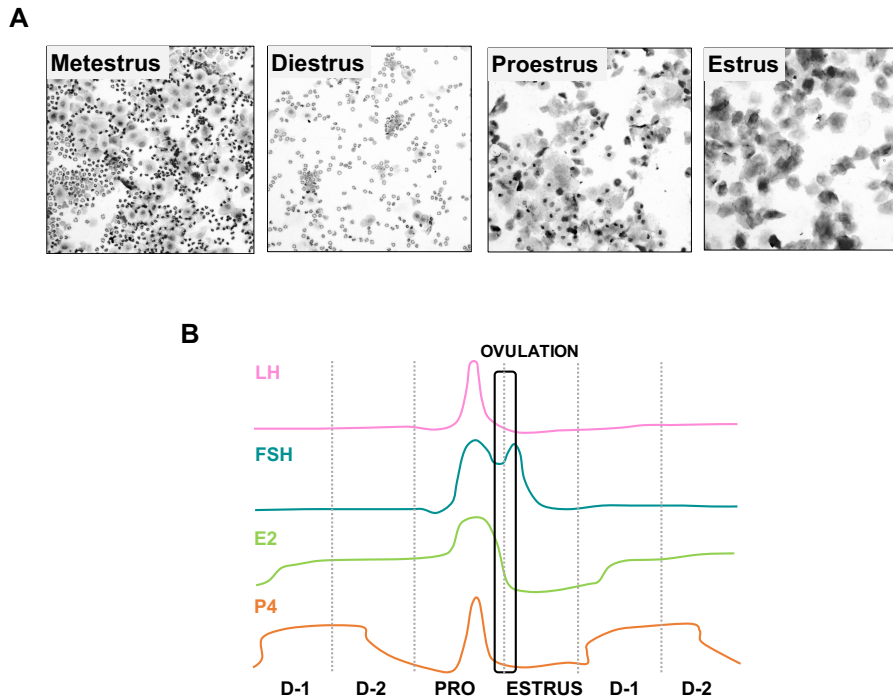 A
Metestrus
Diestrus
Proestrus
Estrus
B
OVULATION
LH
FSH
E2
P4
D-1 D-2 PRO ESTRUS D-1 D-2